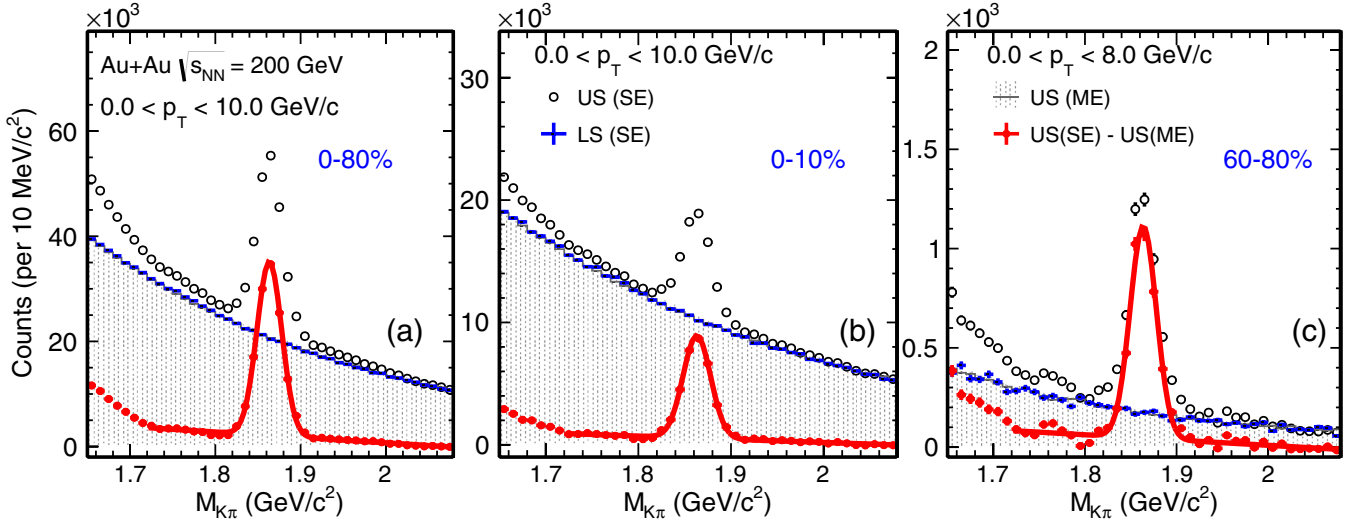 ×10³
Counts (per 10 MeV/c²)
Au+Au √s_NN = 200 GeV
0.0 < p_T < 10.0 GeV/c
0-80%
(a)
60
40
20
0
1.7 1.8 1.9 2
M_Kπ (GeV/c²)
×10³
0.0 < p_T < 10.0 GeV/c
US (SE)
LS (SE)
0-10%
(b)
30
20
10
0
1.7 1.8 1.9 2
M_Kπ (GeV/c²)
×10³
0.0 < p_T < 8.0 GeV/c
US (ME)
US(SE) - US(ME)
60-80%
(c)
2
1.5
1
0.5
0
1.7 1.8 1.9 2
M_Kπ (GeV/c²)